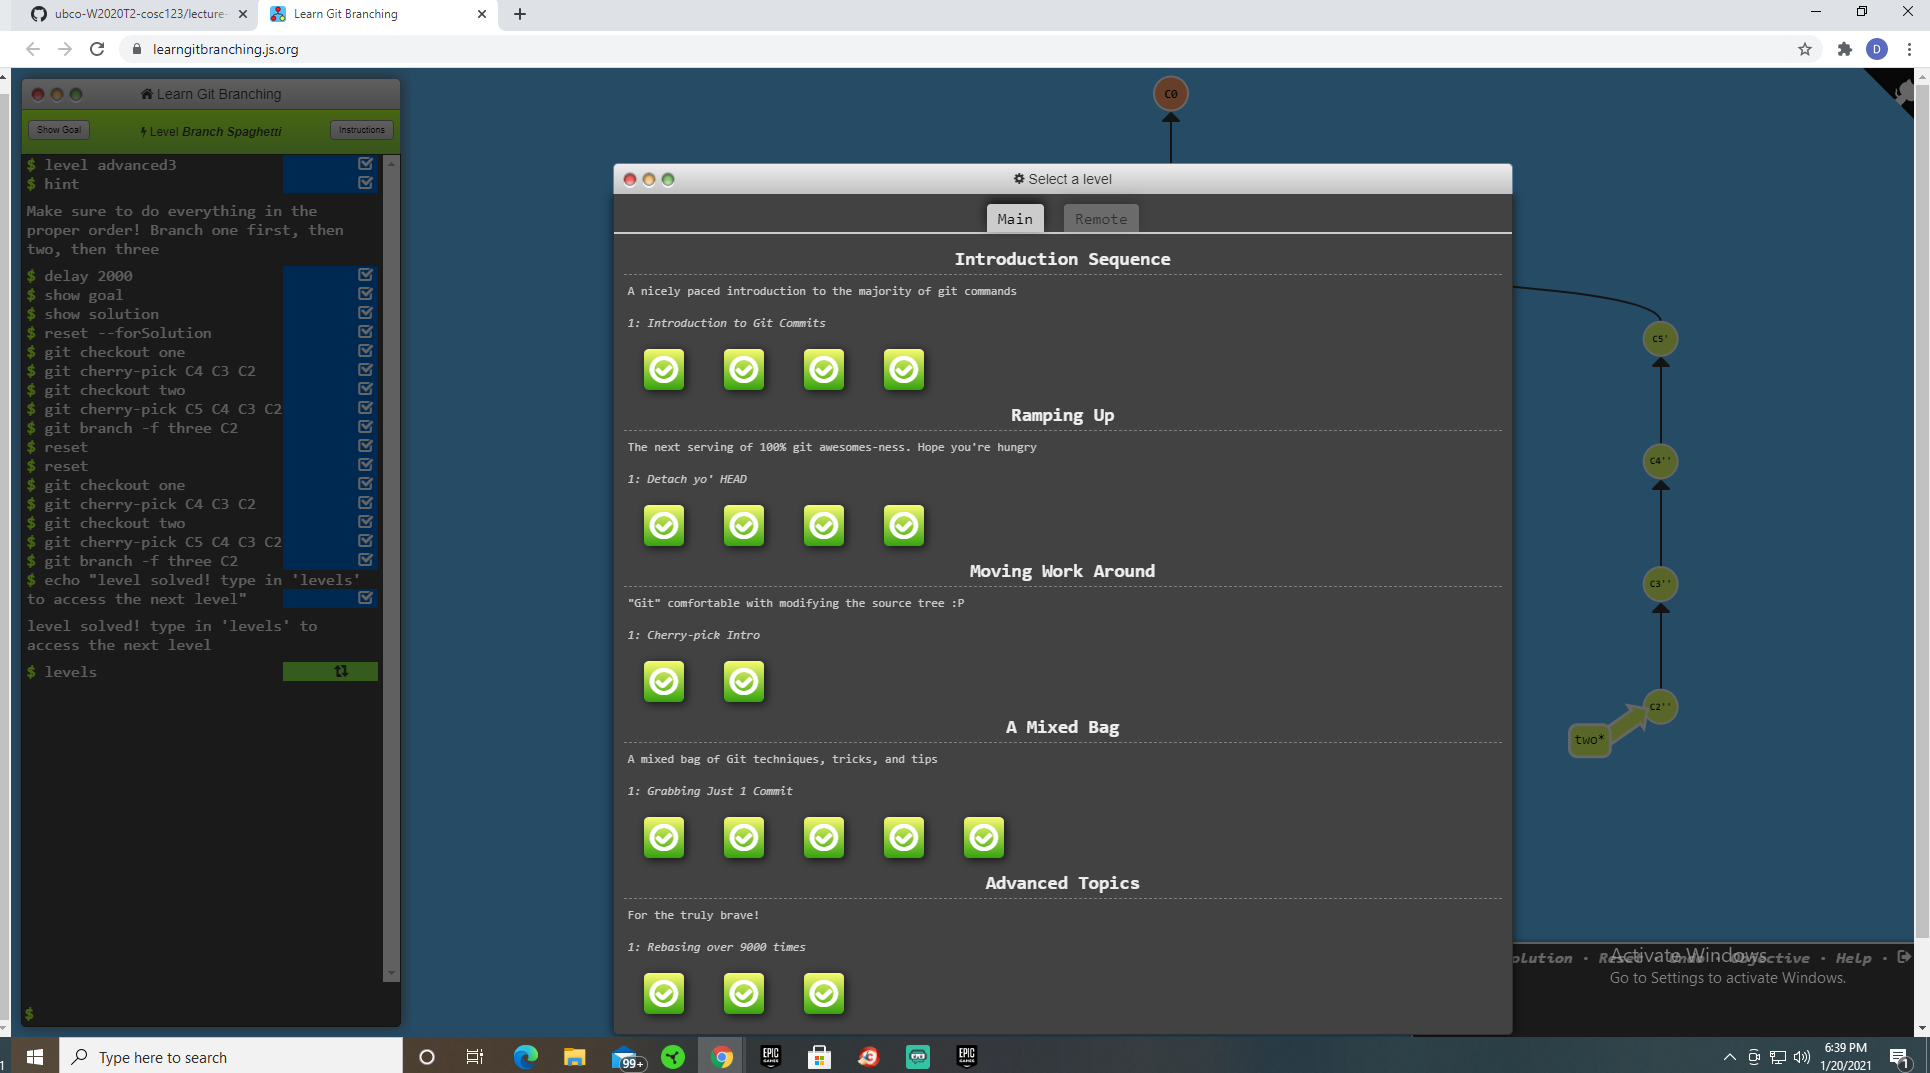 ubco-W2020T2-cosc123/lecture-
Learn Git Branching
learngitbranching.js.org
D
Learn Git Branching
Show Goal
Level Branch Spaghetti
Instructions
$ level advanced3
$ hint
Make sure to do everything in the
proper order! Branch one first, then
two, then three
$ delay 2000
$ show goal
$ show solution
$ reset --forSolution
$ git checkout one
$ git cherry-pick C4 C3 C2
$ git checkout two
$ git cherry-pick C5 C4 C3 C2
$ git branch -f three C2
$ reset
$ reset
$ git checkout one
$ git cherry-pick C4 C3 C2
$ git checkout two
$ git cherry-pick C5 C4 C3 C2
$ git branch -f three C2
$ echo "level solved! type in 'levels'
to access the next level"
level solved! type in 'levels' to
access the next level
$ levels
$
C0
Select a level
Main
Remote
Introduction Sequence
A nicely paced introduction to the majority of git commands
1: Introduction to Git Commits
Ramping Up
The next serving of 100% git awesomes-ness. Hope you're hungry
1: Detach yo' HEAD
Moving Work Around
"Git" comfortable with modifying the source tree :P
1: Cherry-pick Intro
A Mixed Bag
A mixed bag of Git techniques, tricks, and tips
1: Grabbing Just 1 Commit
Advanced Topics
For the truly brave!
1: Rebasing over 9000 times
C5'
C4''
C3''
C2''
two*
olution · Reset · Undo · Objective · Help ·
Activate Windows
Go to Settings to activate Windows.
Type here to search
99+
EPIC GAMES
EPIC GAMES
6:39 PM
1/20/2021
1